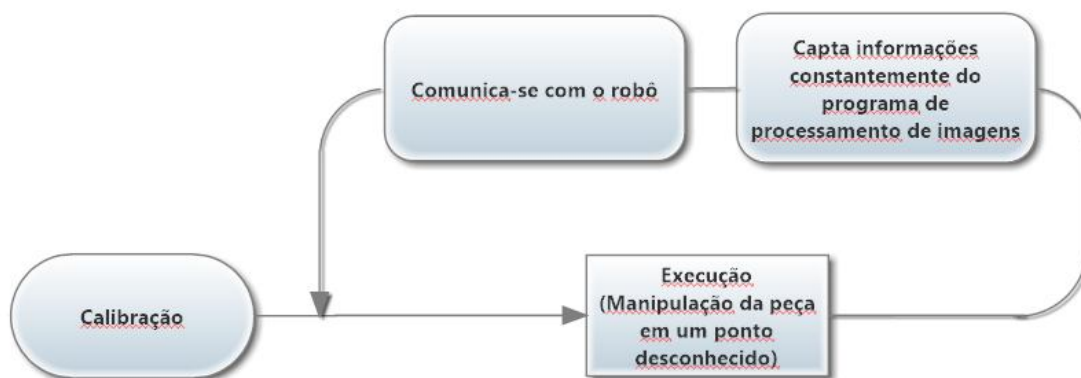 Comunica-se com o robô
Capta informações
constantemente do
programa de
processamento de imagens
Calibração
Execução
(Manipulação da peça
em um ponto
desconhecido)